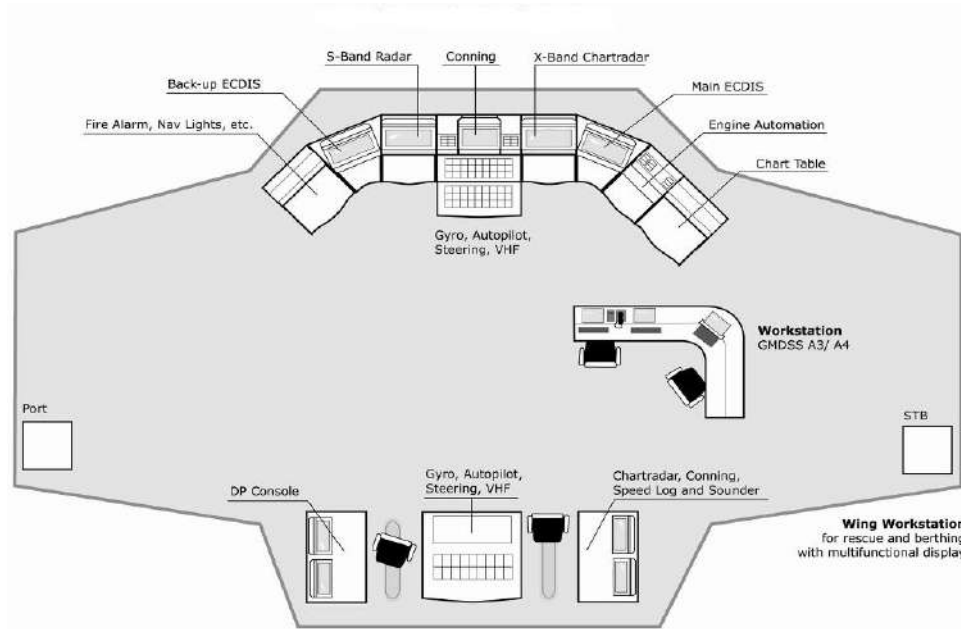 S-Band Radar
Conning
X-Band Chartradar
Back-up ECDIS
Main ECDIS
Fire Alarm, Nav Lights, etc.
Engine Automation
Chart Table
Gyro, Autopilot,
Steering, VHF
Workstation
GMDSS A3/ A4
Port
STB
DP Console
Gyro, Autopilot,
Steering, VHF
Chartradar, Conning,
Speed Log and Sounder
Wing Workstation
for rescue and berthing
with multifunctional display